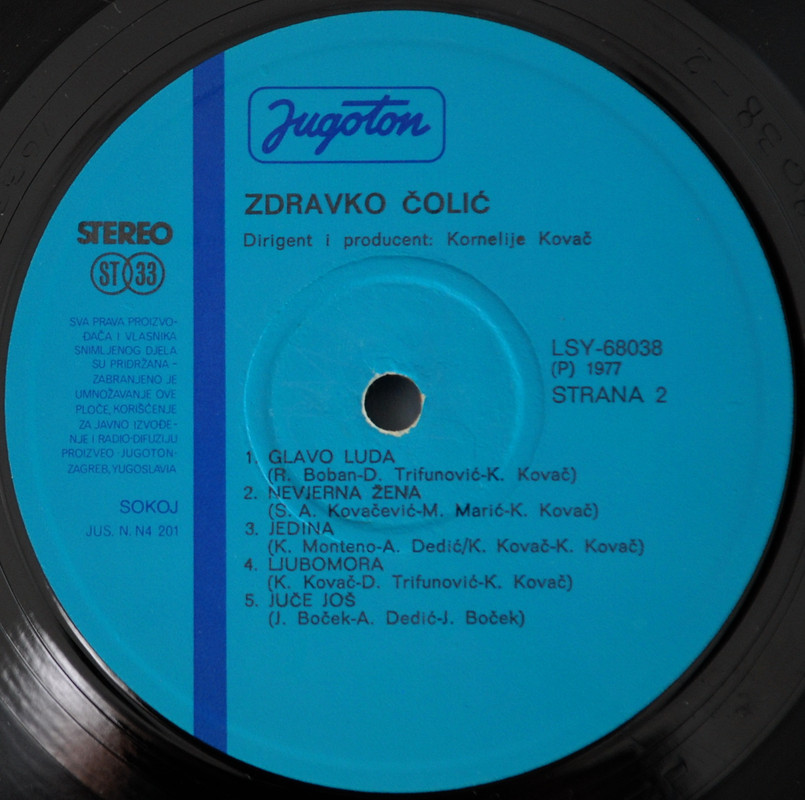 Jugoton
ZDRAVKO ČOLIĆ
Dirigent i producent: Kornelije Kovač
STEREO
ST 33
SVA PRAVA PROIZVO-
ĐAČA I VLASNIKA
SNIMLJENOG DJELA
SU PRIDRŽANA -
ZABRANJENO JE
UMNOŽAVANJE OVE
PLOČE, KORIŠĆENJE
ZA JAVNO IZVOĐE-
NJE I RADIO-DIFUZIJU
PROIZVEO JUGOTON-
ZAGREB, YUGOSLAVIA
SOKOJ
JUS. N. N4 201
LSY-68038
(P) 1977
STRANA 2
1. GLAVO LUDA
(R. Boban-D. Trifunović-K. Kovač)
2. NEVJERNA ŽENA
(S. A. Kovačević-M. Marić-K. Kovač)
3. JEDINA
(K. Monteno-A. Dedić/K. Kovač-K. Kovač)
4. LJUBOMORA
(K. Kovač-D. Trifunović-K. Kovač)
5. JUČE JOŠ
(J. Boček-A. Dedić-J. Boček)